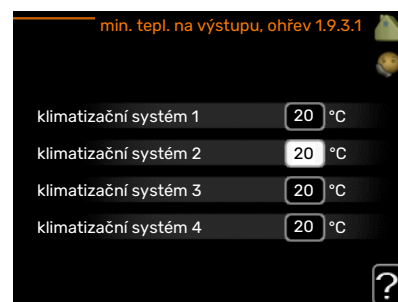 min. tepl. na výstupu, ohřev 1.9.3.1
klimatizační systém 1 20 °C
klimatizační systém 2 20 °C
klimatizační systém 3 20 °C
klimatizační systém 4 20 °C
?